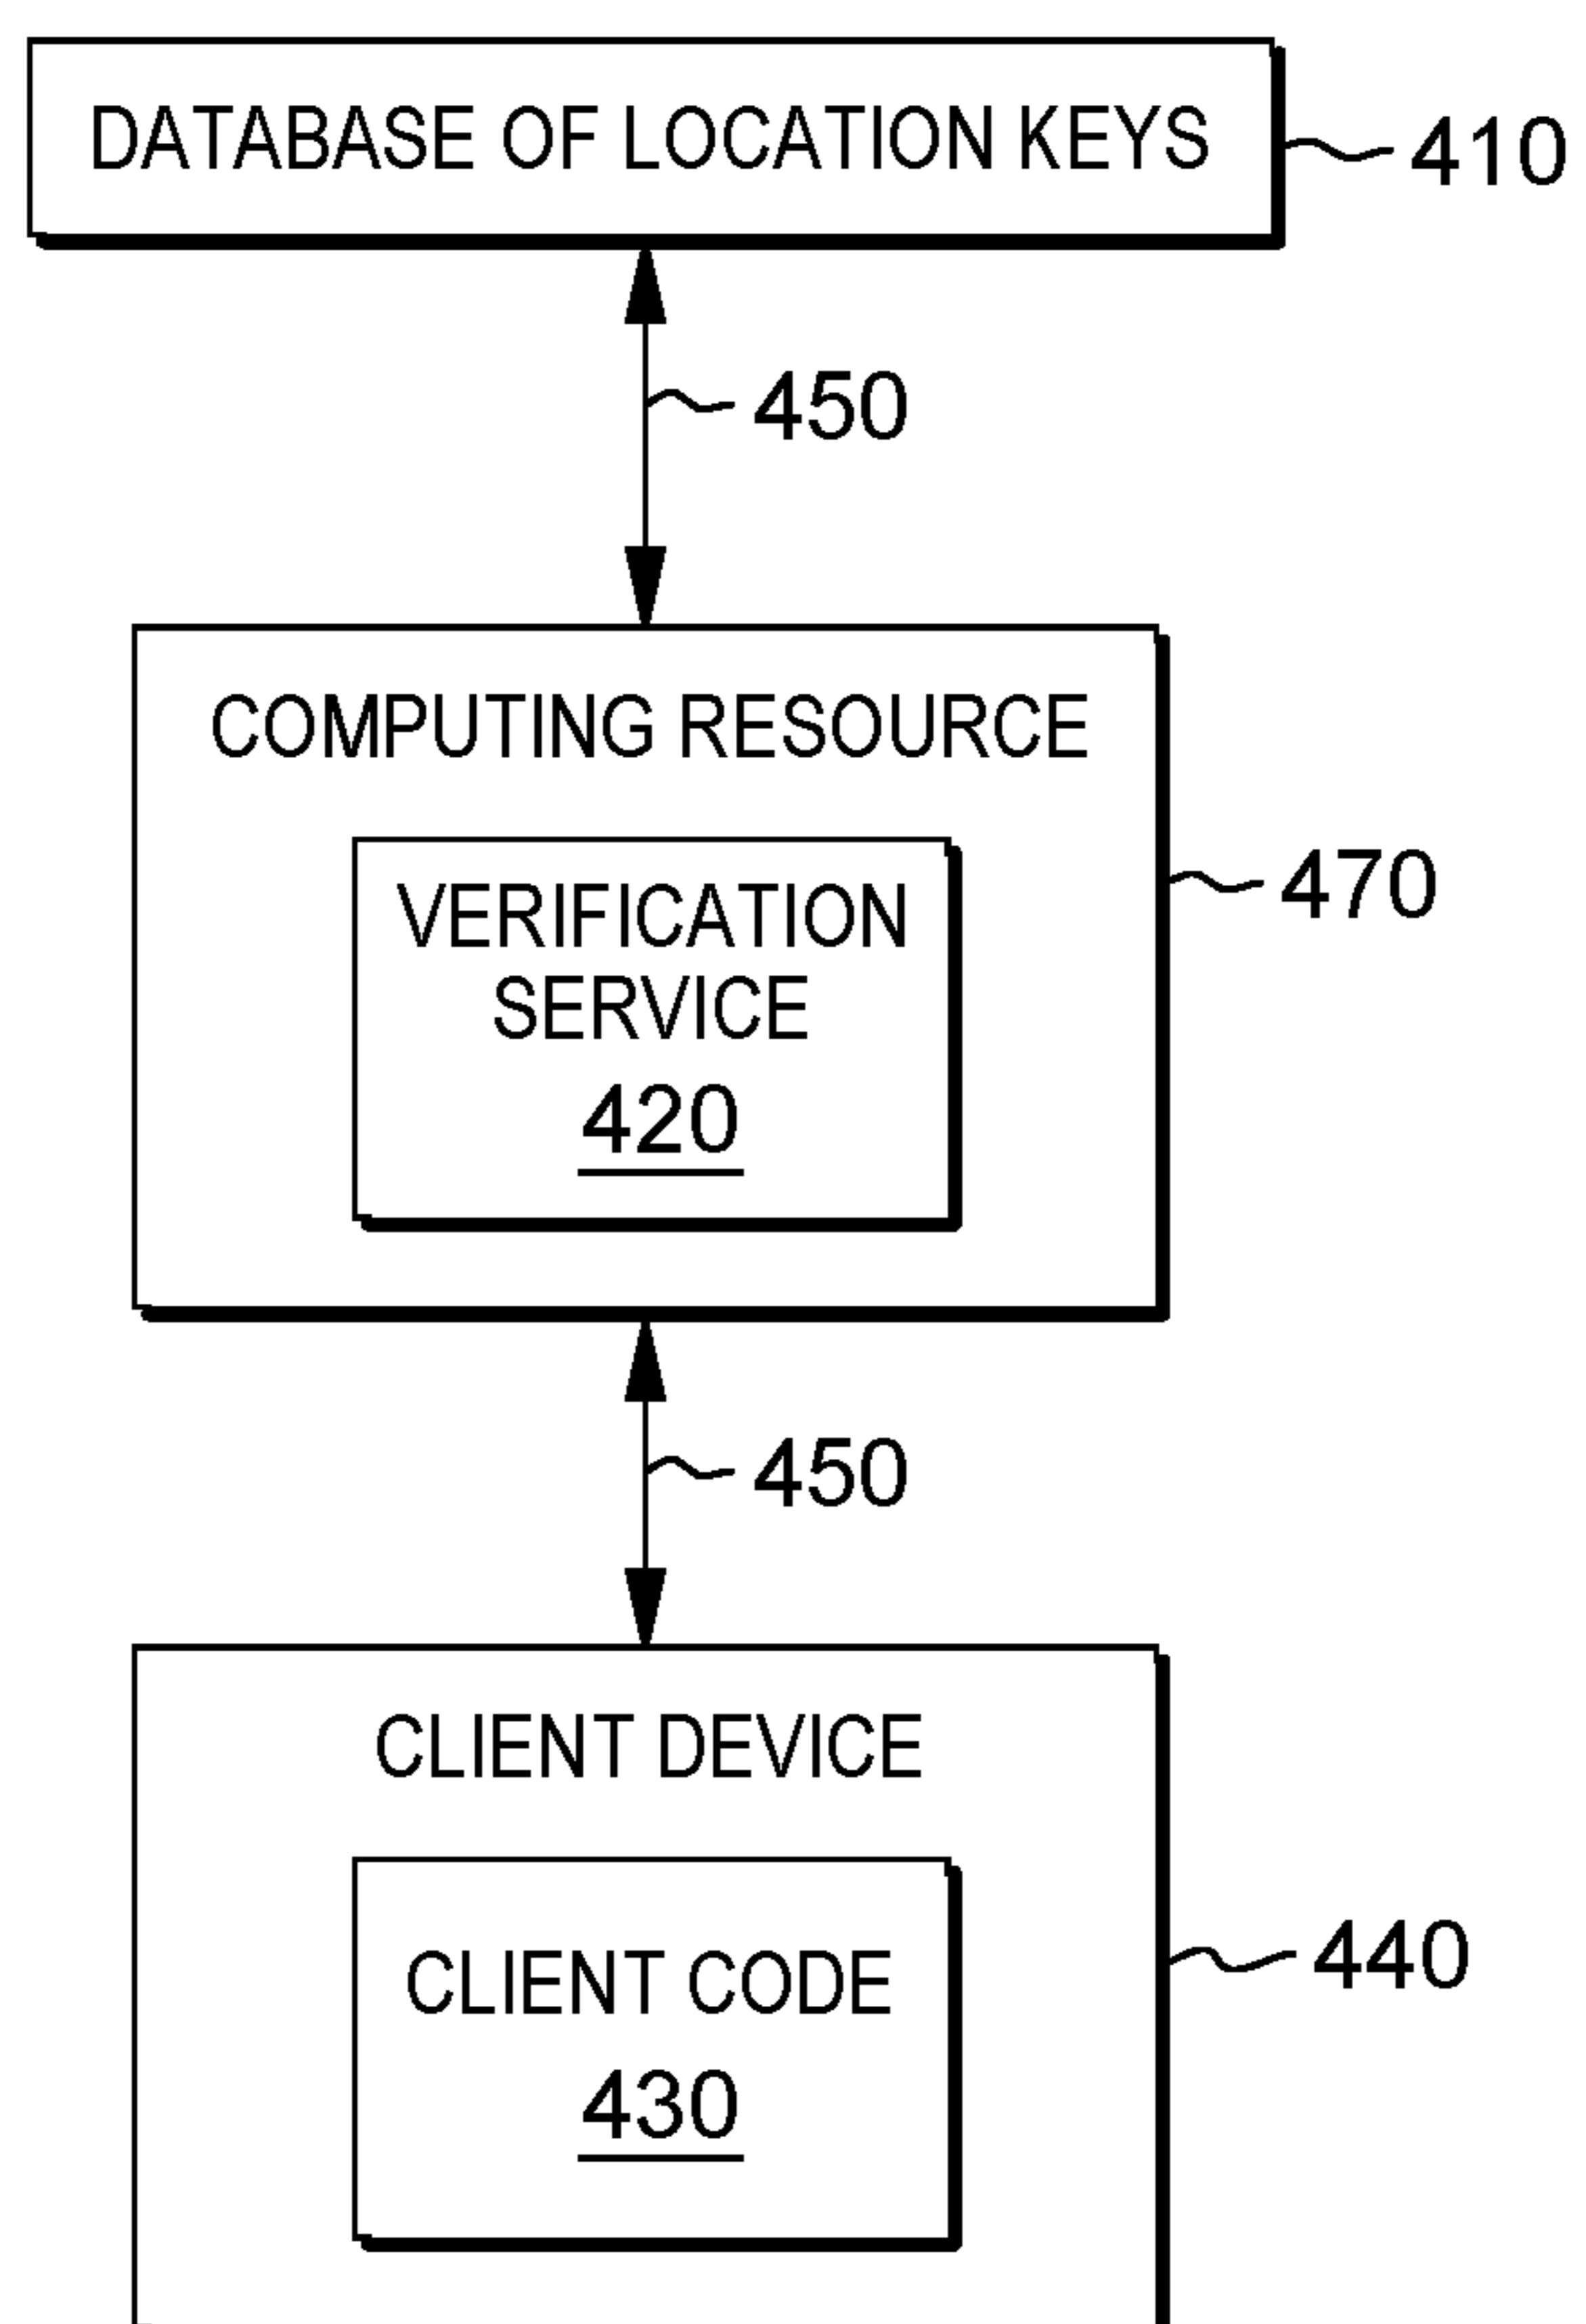 DATABASE OF LOCATION KEYS
410
450
COMPUTING RESOURCE
VERIFICATION
SERVICE
420
470
450
CLIENT DEVICE
CLIENT CODE
430
440